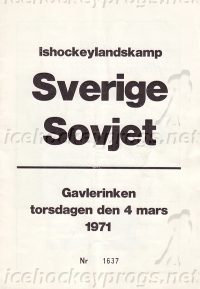 Ishockeylandskamp
Sverige
Sovjet
Gavlerinken
torsdagen den 4 mars
1971
Nr 1637
icehockeyprogs.net